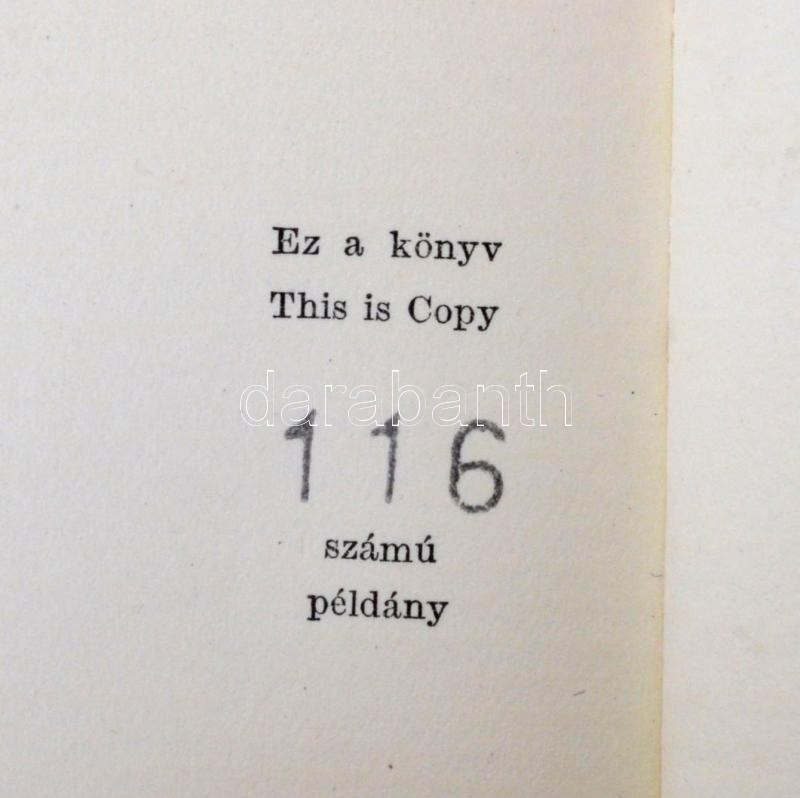 Ez a könyv
This is Copy
darabanth
116
számú
példány